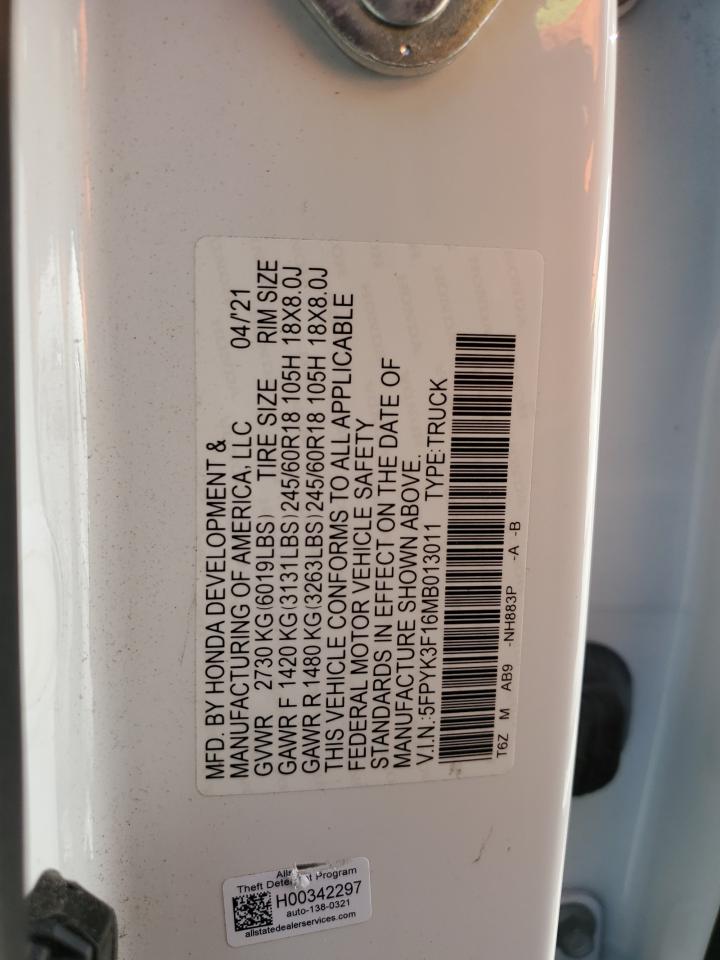 MFD. BY HONDA DEVELOPMENT &
MANUFACTURING OF AMERICA, LLC 04/'21
GVWR 2730 KG(6019LBS) TIRE SIZE RIM SIZE
GAWR F 1420 KG(3131LBS)245/60R18 105H 18X8.0J
GAWR R 1480 KG(3263LBS)245/60R18 105H 18X8.0J
THIS VEHICLE CONFORMS TO ALL APPLICABLE
FEDERAL MOTOR VEHICLE SAFETY
STANDARDS IN EFFECT ON THE DATE OF
MANUFACTURE SHOWN ABOVE.
V.I.N.:5FPYK3F16MB013011 TYPE:TRUCK
T6Z M AB9 -NH883P -A -B
Theft Program
H00342297
auto-138-0321
allstatedealerservices.com